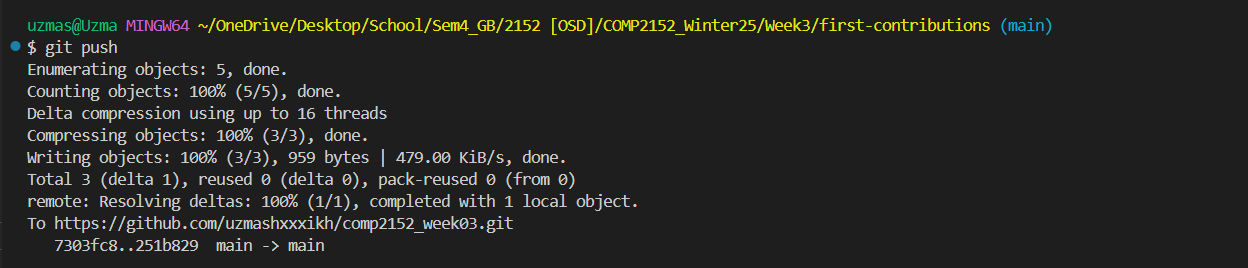 uzmas@Uzma MINGW64 ~/OneDrive/Desktop/School/Sem4_GB/2152 [OSD]/COMP2152_Winter25/Week3/first-contributions (main)
$ git push
Enumerating objects: 5, done.
Counting objects: 100% (5/5), done.
Delta compression using up to 16 threads
Compressing objects: 100% (3/3), done.
Writing objects: 100% (3/3), 959 bytes | 479.00 KiB/s, done.
Total 3 (delta 1), reused 0 (delta 0), pack-reused 0 (from 0)
remote: Resolving deltas: 100% (1/1), completed with 1 local object.
To https://github.com/uzmashxxxikh/comp2152_week03.git
   7303fc8..251b829  main -> main